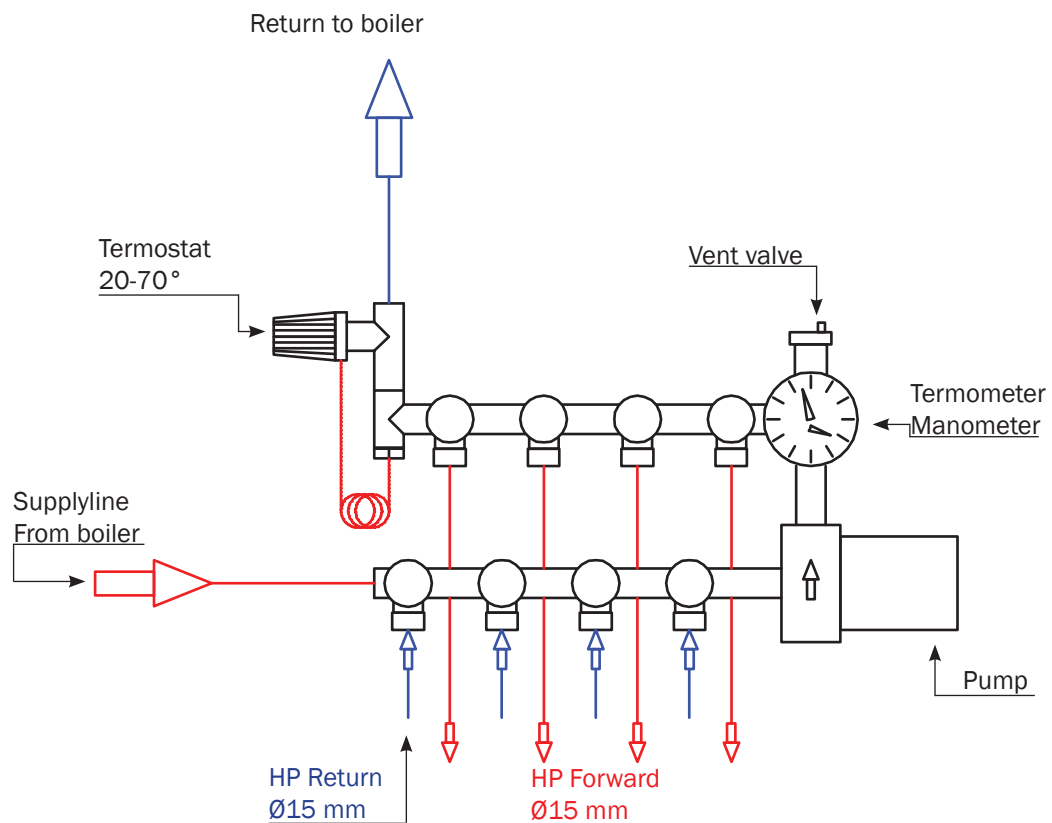 Return to boiler
Termostat
20-70°
Vent valve
Termometer
Manometer
Supplyline
From boiler
Pump
HP Return
Ø15 mm
HP Forward
Ø15 mm